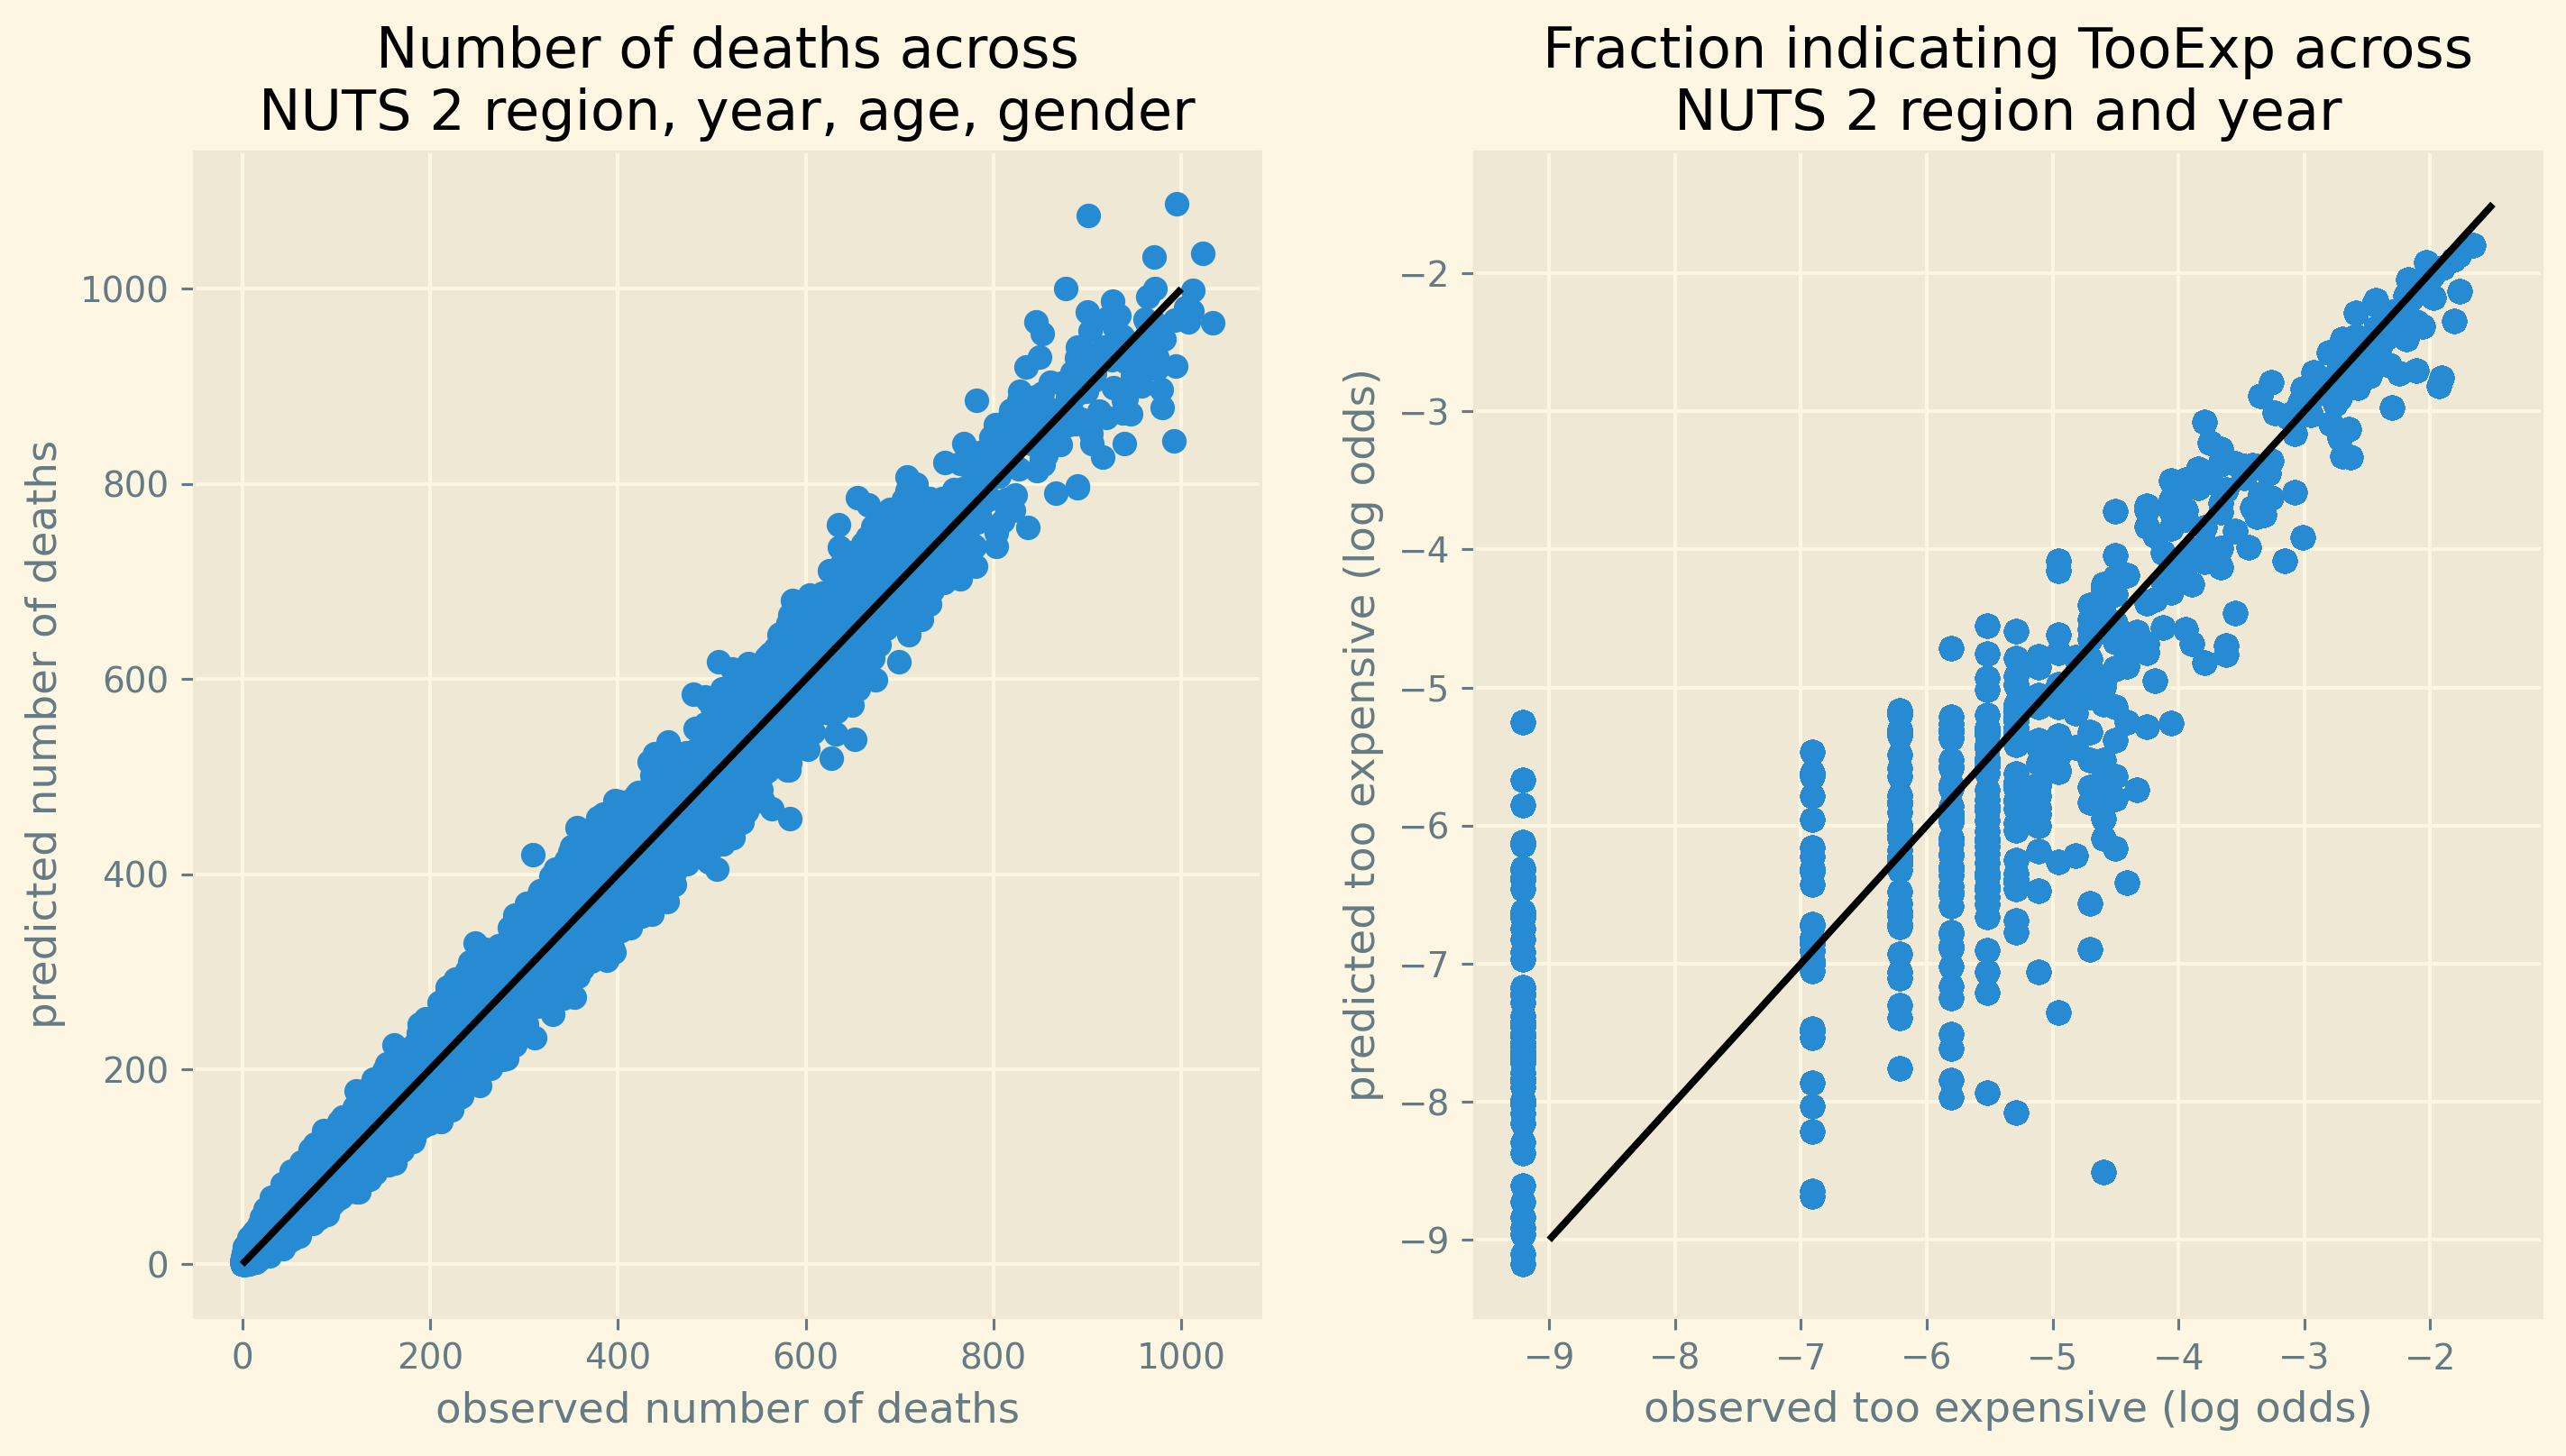 Number of deaths across
NUTS 2 region, year, age, gender
predicted number of deaths
1000
800
600
400
200
0
0 200 400 600 800 1000
observed number of deaths
Fraction indicating TooExp across
NUTS 2 region and year
predicted too expensive (log odds)
−2
−3
−4
−5
−6
−7
−8
−9
−9 −8 −7 −6 −5 −4 −3 −2
observed too expensive (log odds)